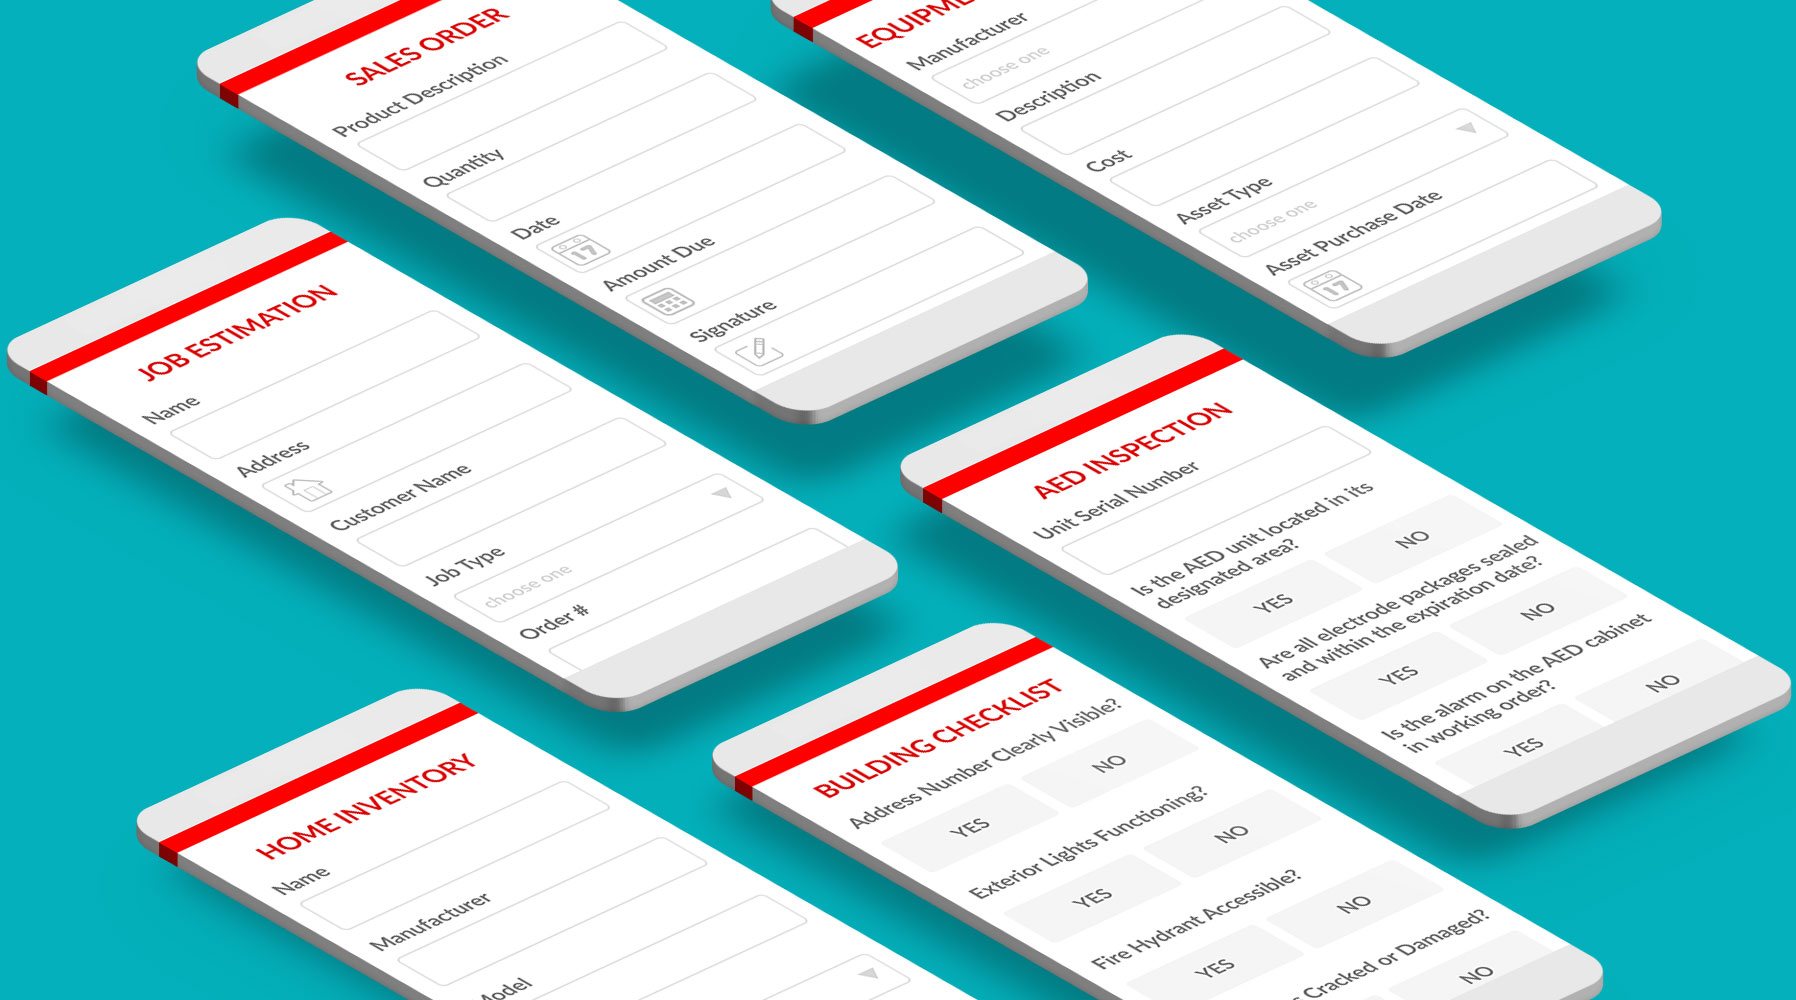 SALES ORDER
Product Description
Quantity
Date
17
Amount Due
Signature
Manufacturer
choose one
Description
Cost
Asset Type
choose one
Asset Purchase Date
17
JOB ESTIMATION
Name
Address
Customer Name
Job Type
choose one
Order #
AED INSPECTION
Unit Serial Number
Is the AED unit located in its
designated area?
YES
NO
Are all electrode packages sealed
and within the expiration date?
YES
NO
Is the alarm on the AED cabinet
in working order?
YES
NO
HOME INVENTORY
Name
Manufacturer
Model
BUILDING CHECKLIST
Address Number Clearly Visible?
YES
NO
Exterior Lights Functioning?
YES
NO
Fire Hydrant Accessible?
YES
NO
Cracked or Damaged?
NO